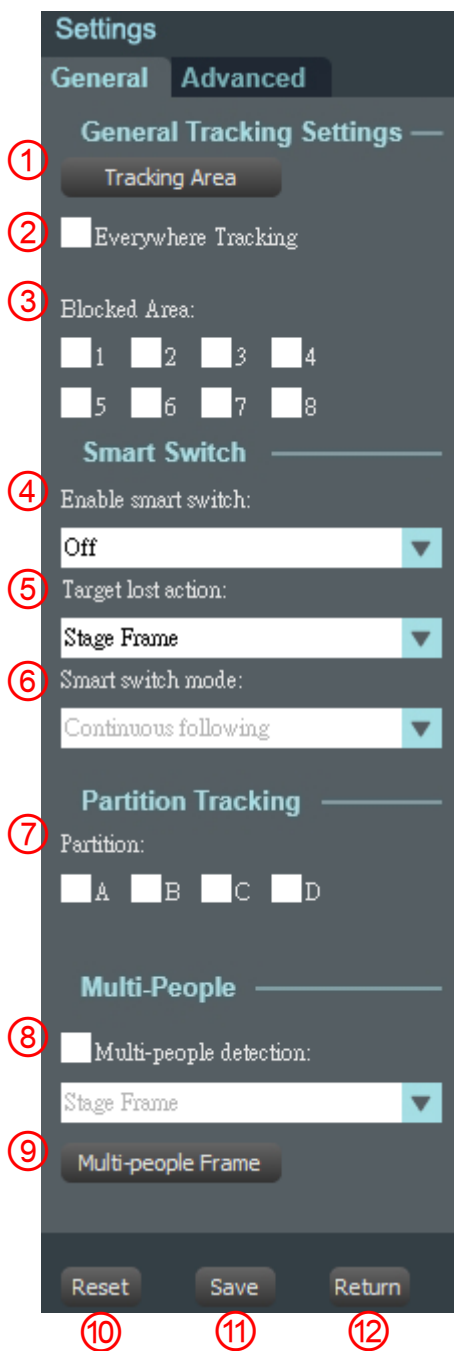 Settings
General Advanced
General Tracking Settings
① Tracking Area
② Everywhere Tracking
③ Blocked Area:
1 2 3 4
5 6 7 8
Smart Switch
④ Enable smart switch:
Off
⑤ Target lost action:
Stage Frame
⑥ Smart switch mode:
Continuous following
Partition Tracking
⑦ Partition:
A B C D
Multi-People
⑧ Multi-people detection:
Stage Frame
⑨ Multi-people Frame
Reset Save Return
⑩ ⑪ ⑫